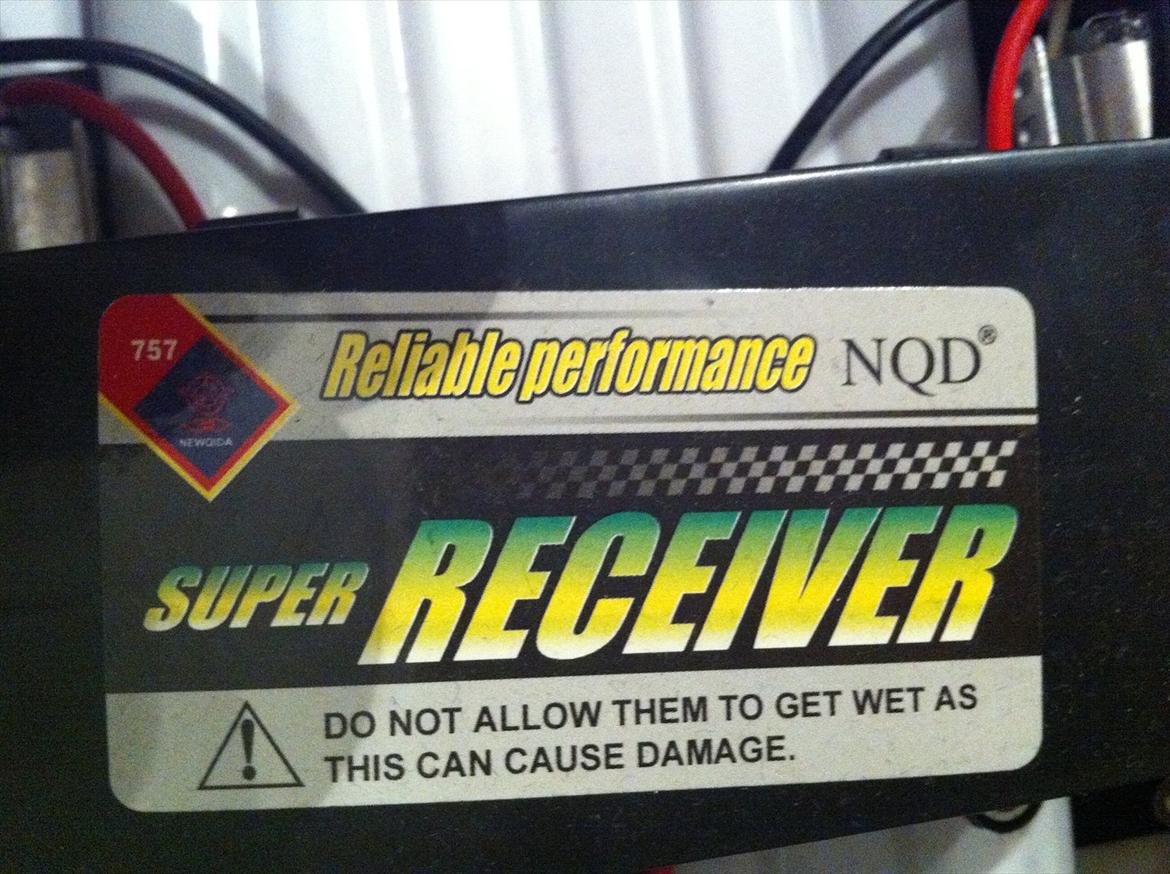 757
NEWQIDA
Reliable performance NQD®
SUPER RECEIVER
DO NOT ALLOW THEM TO GET WET AS
THIS CAN CAUSE DAMAGE.